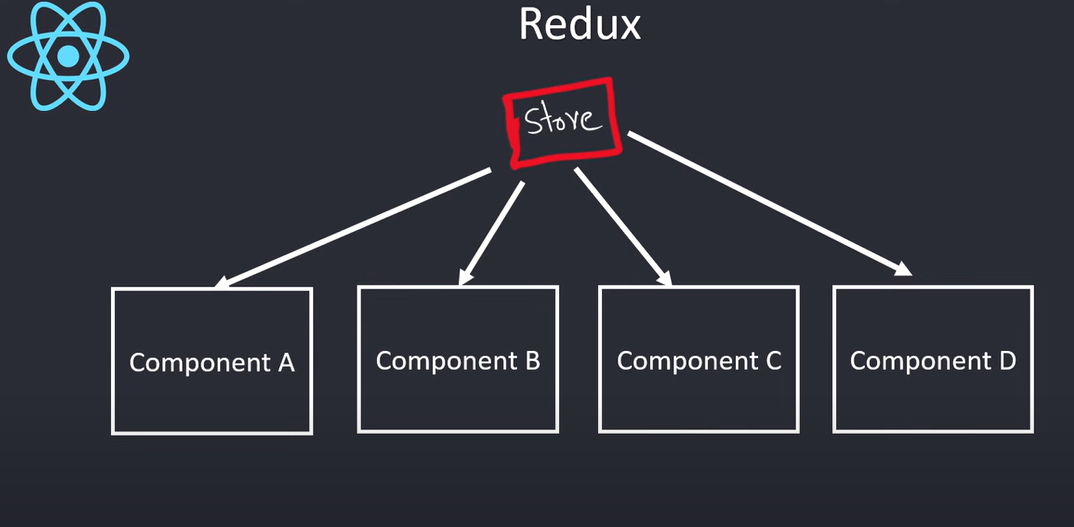 Redux
Store
Component A
Component B
Component C
Component D